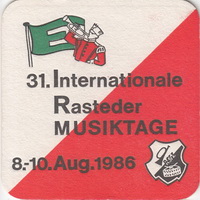 E
31. Internationale
Rasteder
MUSIKTAGE
8.-10. Aug. 1986